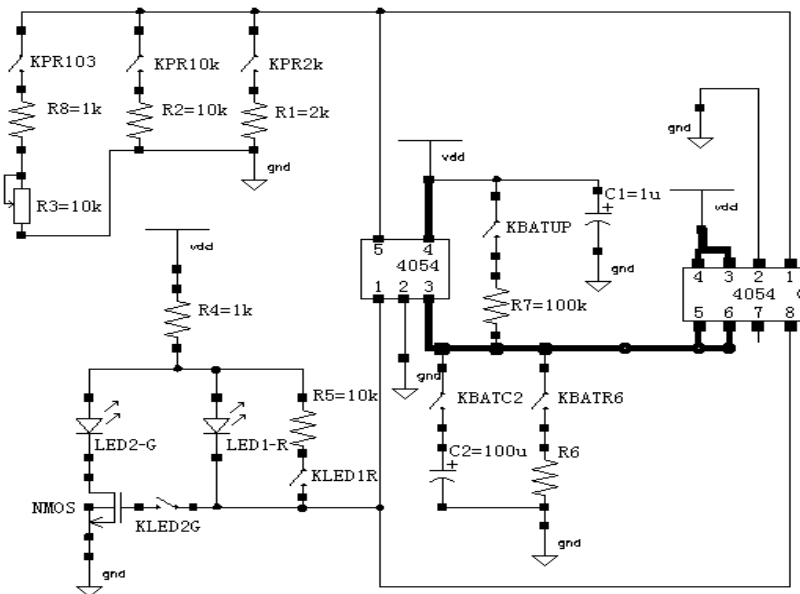 KPR103
KPR10k
KPR2k
R8=1k
R2=10k
R1=2k
gnd
gnd
R3=10k
vdd
vdd
C1=1u
vdd
KBATUP
5 4
4054
1 2 3
gnd
4 3 2 1
4054
5 6 7 8
R4=1k
R7=100k
gnd
R5=10k
KBATC2
KBATR6
LED2-G
LED1-R
C2=100u
R6
KLED1R
NMOS
KLED2G
gnd
gnd